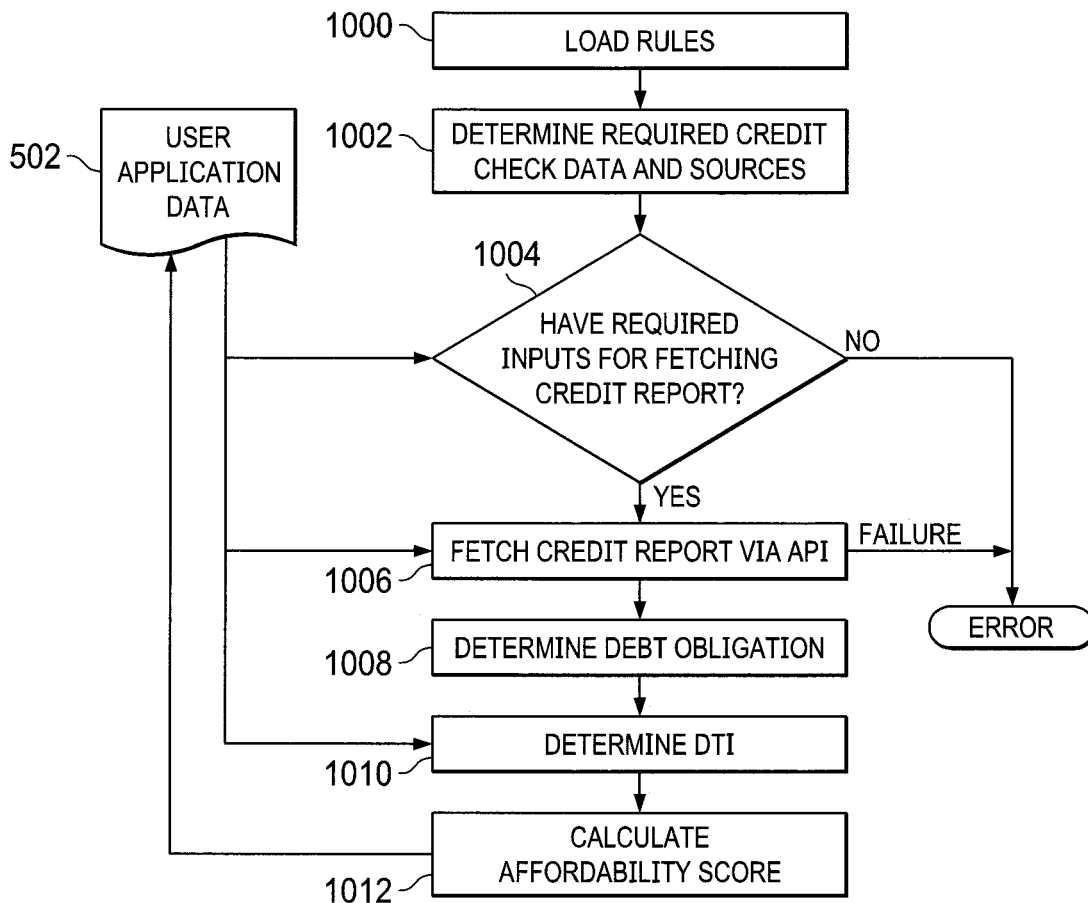 1000
LOAD RULES
502
USER
APPLICATION
DATA
1002
DETERMINE REQUIRED CREDIT
CHECK DATA AND SOURCES
1004
HAVE REQUIRED
INPUTS FOR FETCHING
CREDIT REPORT?
NO
YES
FETCH CREDIT REPORT VIA API
FAILURE
1006
ERROR
1008
DETERMINE DEBT OBLIGATION
DETERMINE DTI
1010
CALCULATE
AFFORDABILITY SCORE
1012